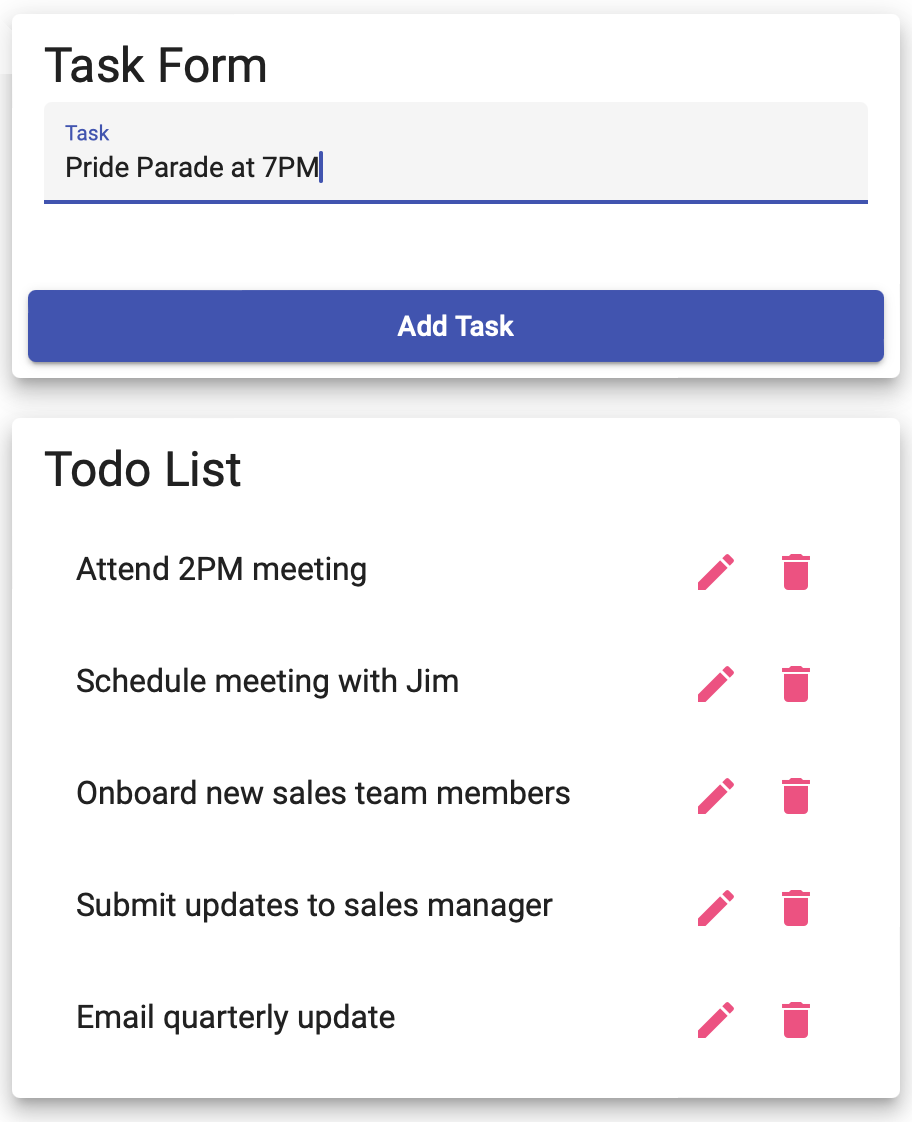 Task Form
Task
Pride Parade at 7PM
Add Task
Todo List
Attend 2PM meeting
Schedule meeting with Jim
Onboard new sales team members
Submit updates to sales manager
Email quarterly update